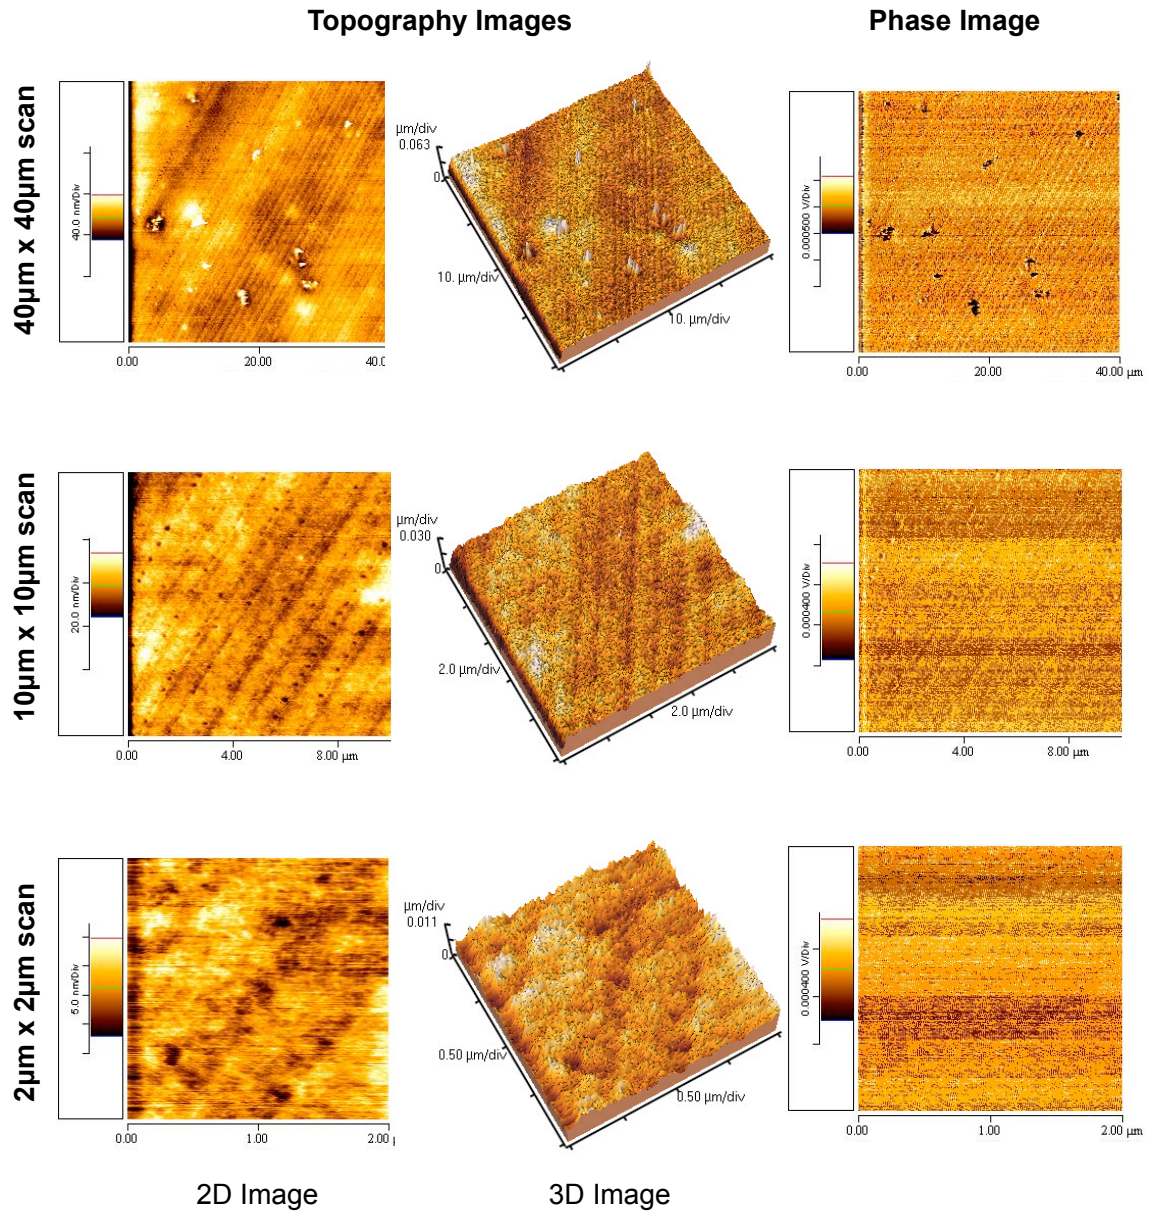 Topography Images
Phase Image
40µm x 40µm scan
40.0 nm/Div
0.00 20.00 40.0
µm/div
0.063
0
10. µm/div
10. µm/div
0.000500 V/Div
0.00 20.00 40.00 µm
10µm x 10µm scan
20.0 nm/Div
0.00 4.00 8.00 µm
µm/div
0.030
0
2.0 µm/div
2.0 µm/div
0.000400 V/Div
0.00 4.00 8.00 µm
2µm x 2µm scan
5.0 nm/Div
0.00 1.00 2.00
µm/div
0.011
0
0.50 µm/div
0.50 µm/div
0.000400 V/Div
0.00 1.00 2.00 µm
2D Image
3D Image